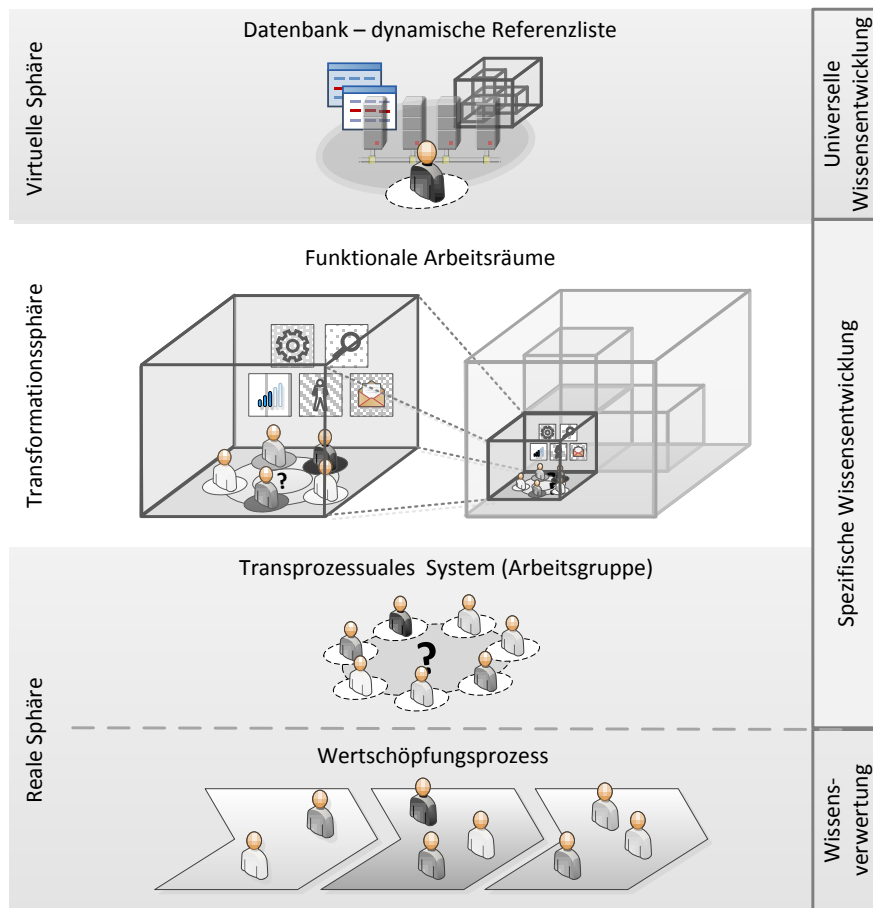 Datenbank – dynamische Referenzliste
Virtuelle Sphäre
Universelle
Wissensentwicklung
Funktionale Arbeitsräume
Transformationssphäre
?
?
Spezifische Wissensentwicklung
Transprozessuales System (Arbeitsgruppe)
?
Reale Sphäre
Wertschöpfungsprozess
Wissens-
verwertung